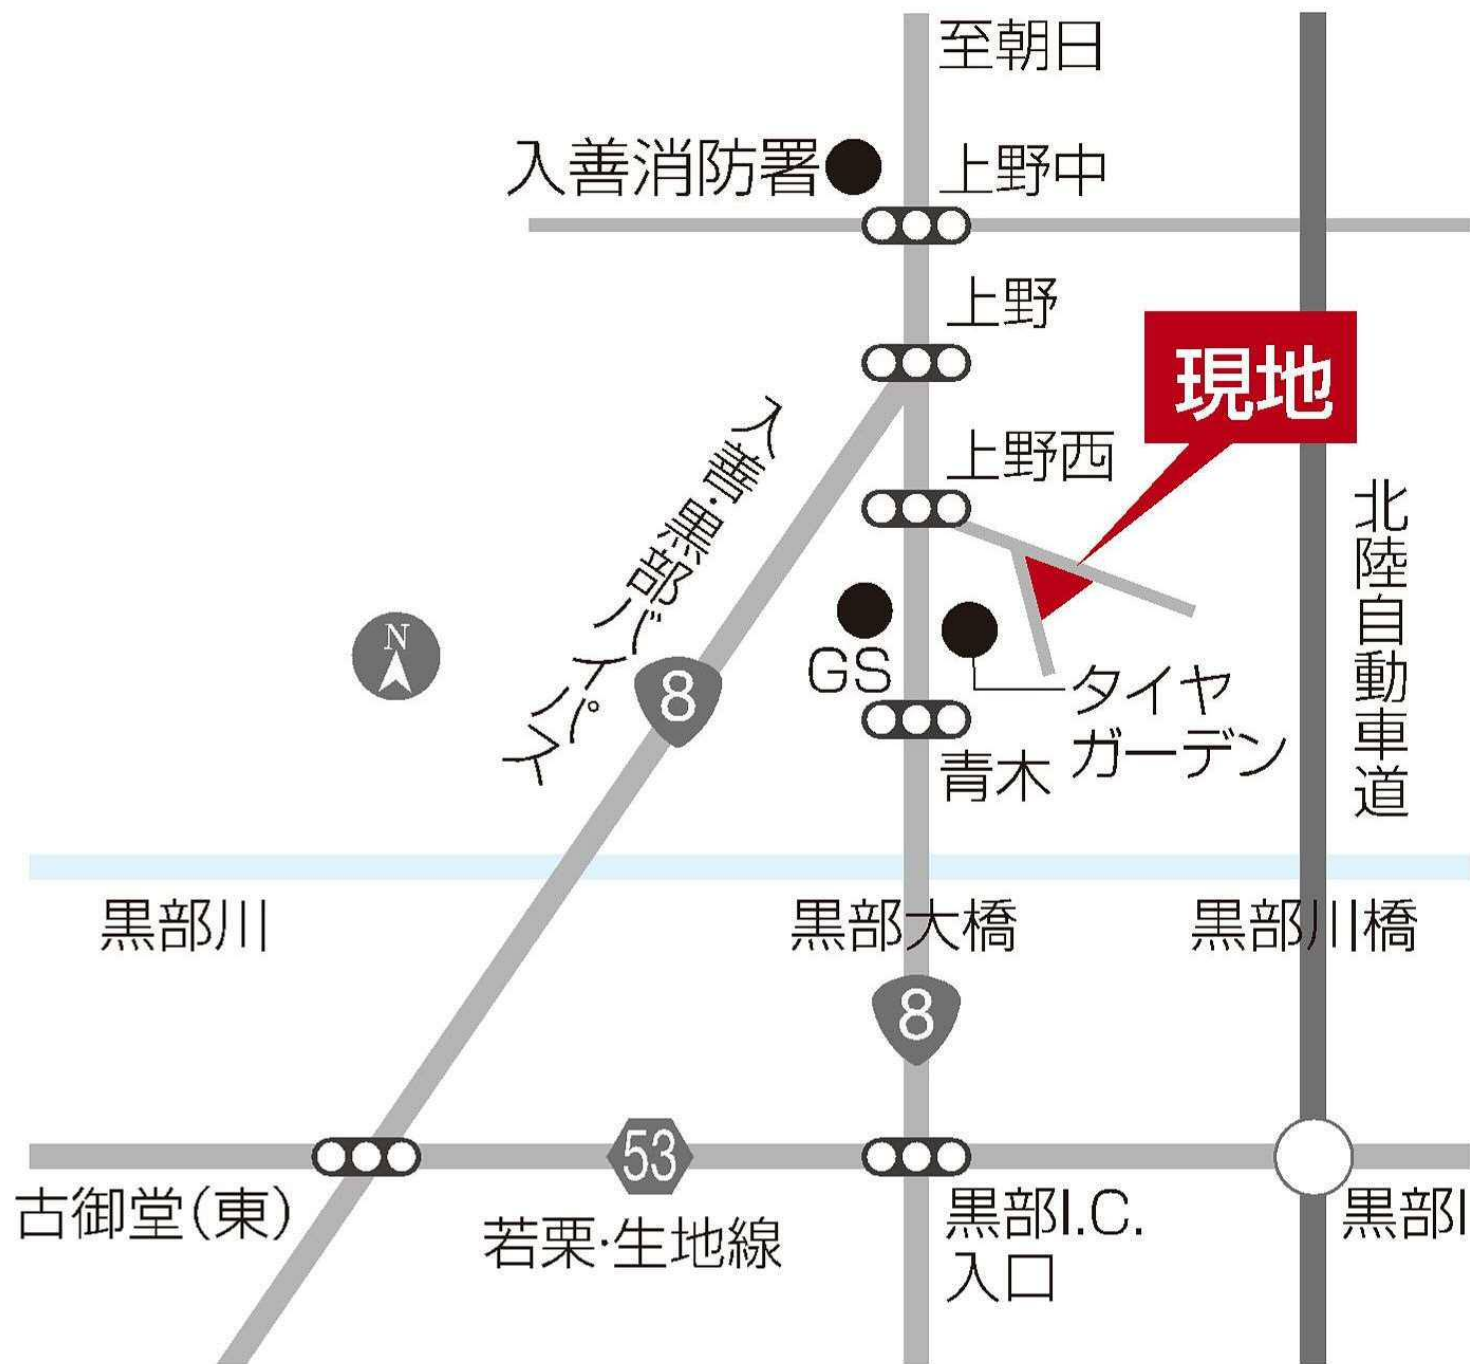 至朝日
入善消防署
上野中
上野
現地
上野西
入善・黒部バイパス
北陸自動車道
N
8
GS
タイヤ
ガーデン
青木
黒部川
黒部大橋
黒部川橋
8
53
古御堂(東)
若栗・生地線
黒部I.C.
入口
黒部I